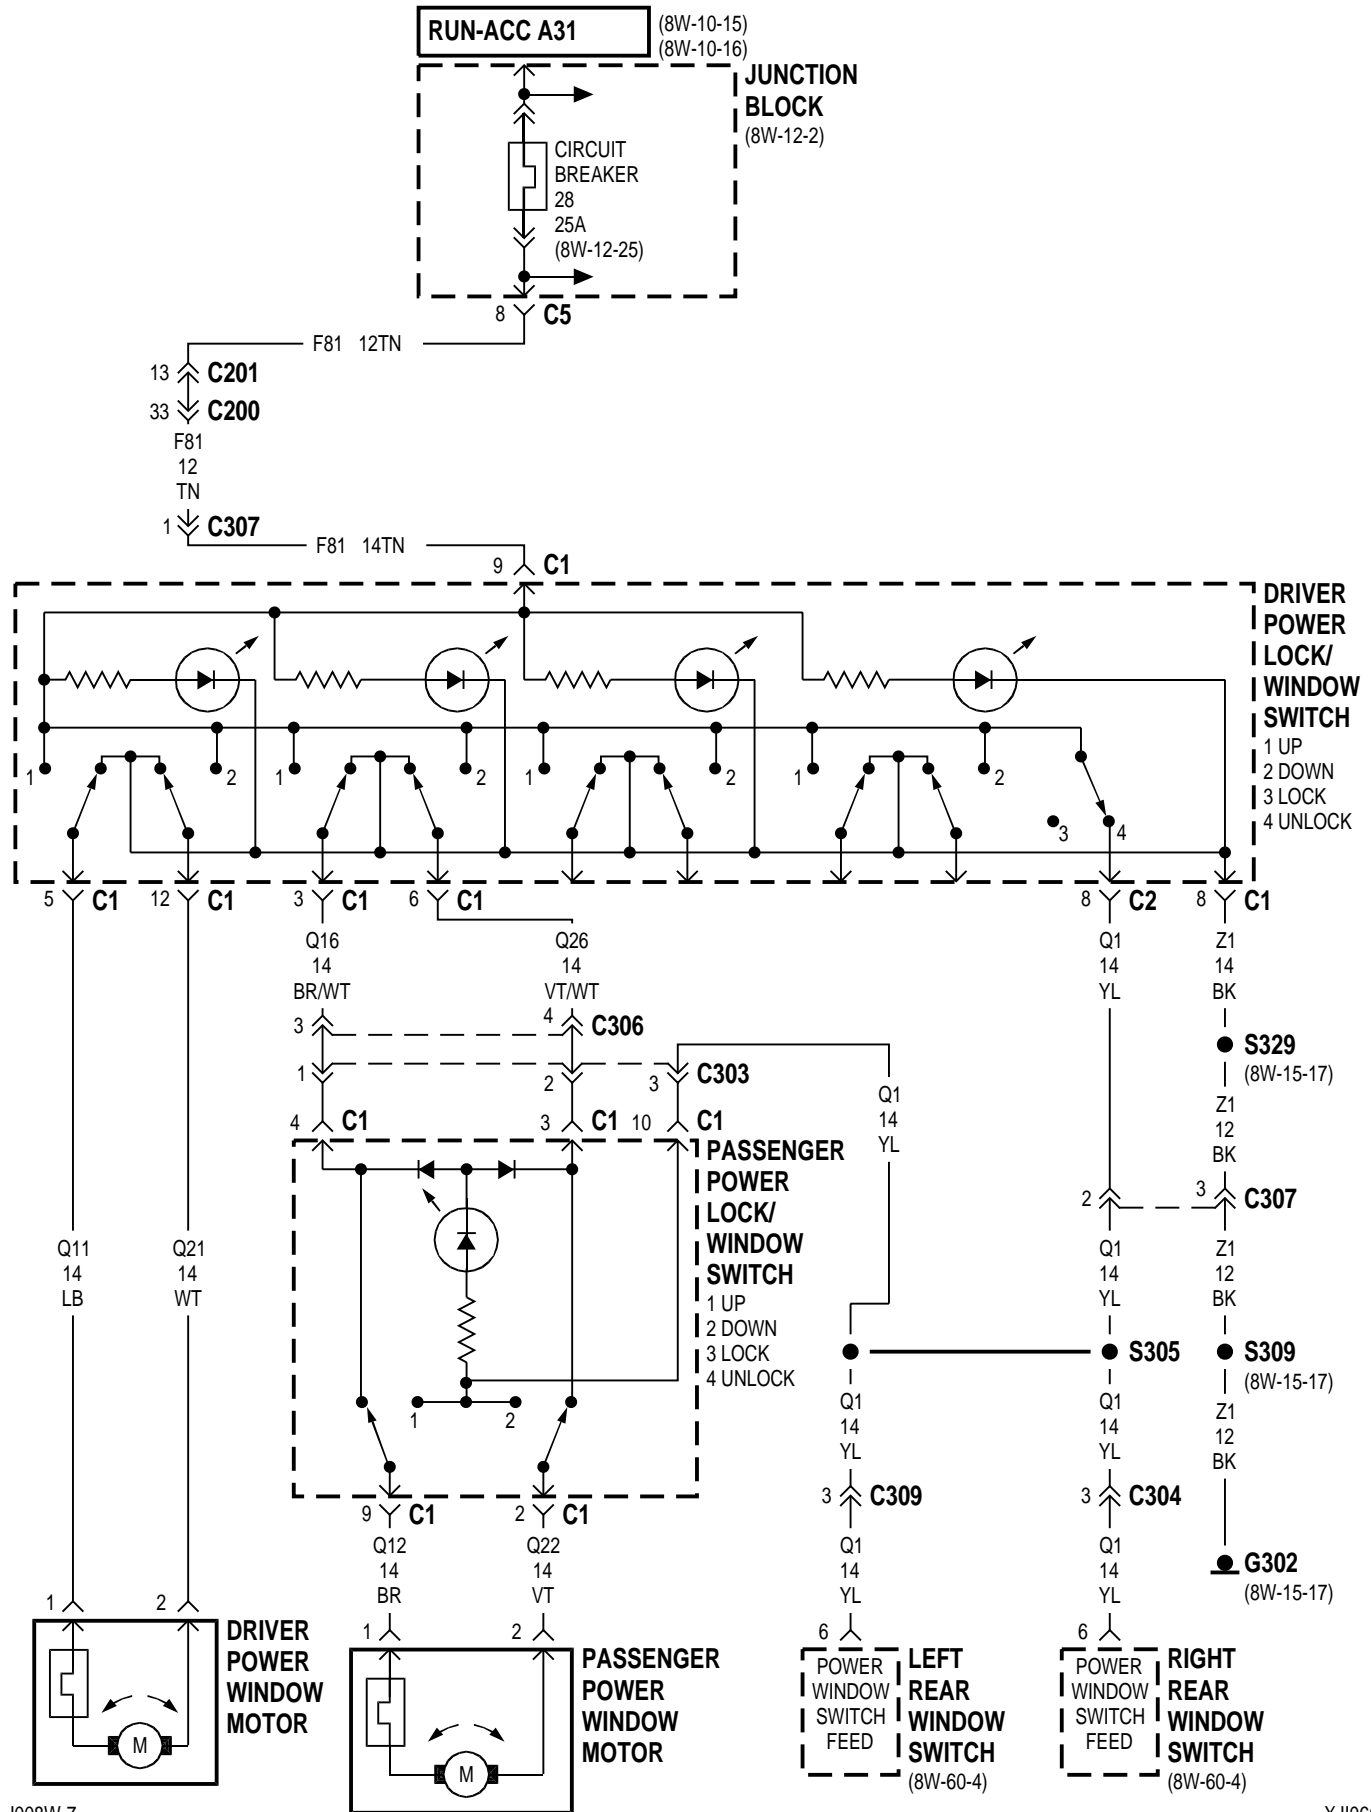 RUN-ACC A31
(8W-10-15)
(8W-10-16)
JUNCTION
BLOCK
(8W-12-2)
CIRCUIT
BREAKER
28
25A
(8W-12-25)
8 C5
F81 12TN
13 C201
33 C200
F81
12
TN
1 C307
F81 14TN
9 C1
DRIVER
POWER
LOCK/
WINDOW
SWITCH
1 UP
2 DOWN
3 LOCK
4 UNLOCK
1 2 1 2 1 2 1 2
3 4
5 C1 12 C1 3 C1 6 C1 8 C2 8 C1
Q16
14
BR/WT
Q26
14
VT/WT
Q1
14
YL
Z1
14
BK
3 4 C306
S329
(8W-15-17)
1 2 3 C303
Q1
14
YL
Z1
12
BK
4 C1 3 C1 10 C1
PASSENGER
POWER
LOCK/
WINDOW
SWITCH
1 UP
2 DOWN
3 LOCK
4 UNLOCK
2 3 C307
Q11
14
LB
Q21
14
WT
Q1
14
YL
Z1
12
BK
S305
S309
(8W-15-17)
1 2
Q1
14
YL
Q1
14
YL
Z1
12
BK
9 C1 2 C1
3 C309
3 C304
Q12
14
BR
Q22
14
VT
Q1
14
YL
Q1
14
YL
G302
(8W-15-17)
1 2
DRIVER
POWER
WINDOW
MOTOR
M
1 2
PASSENGER
POWER
WINDOW
MOTOR
M
6
POWER
WINDOW
SWITCH
FEED
LEFT
REAR
WINDOW
SWITCH
(8W-60-4)
6
POWER
WINDOW
SWITCH
FEED
RIGHT
REAR
WINDOW
SWITCH
(8W-60-4)